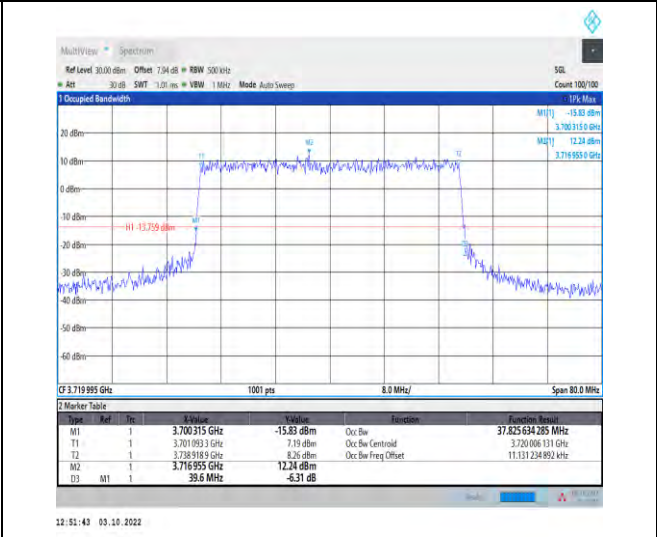 MultiView Spectrum
Ref Level 30.00 dBm Offset 7.94 dB RBW 500 kHz SGL
Att 30 dB SWT 1.01 ms VBW 1 MHz Mode Auto Sweep Count 100/100
1 Occupied Bandwidth 1Pk Max
M1[1] -15.83 dBm
3.700315 0 GHz
M2[1] 12.24 dBm
3.716955 0 GHz
20 dBm
M2
T1
T2
10 dBm
0 dBm
-10 dBm
M1
H1 -13.759 dBm
-20 dBm
-30 dBm
-40 dBm
-50 dBm
-60 dBm
CF 3.719 995 GHz 1001 pts 8.0 MHz/ Span 80.0 MHz
2 Marker Table
Type Ref Trc X-Value Y-Value Function Function Result
M1 1 3.700315 GHz -15.83 dBm Occ Bw 37.825 634 285 MHz
T1 1 3.701 093 3 GHz 7.19 dBm Occ Bw Centroid 3.720 006 131 GHz
T2 1 3.738 918 9 GHz 8.26 dBm Occ Bw Freq Offset 11.131 234 892 kHz
M2 1 3.716955 GHz 12.24 dBm
D3 M1 1 39.6 MHz -6.31 dB
12:51:43 03.10.2022